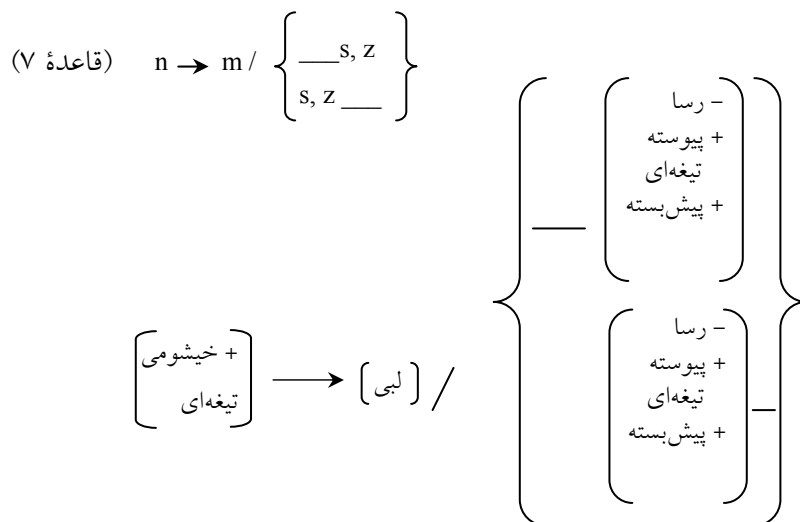 (قاعدهٔ ۷) n → m / { ___s, z
s, z ___ }
– رسا
+ پیوسته
تیغه‌ای
+ پیش‌بسته
+ خیشومی
تیغه‌ای
→ [لبی] /
– رسا
+ پیوسته
تیغه‌ای
+ پیش‌بسته